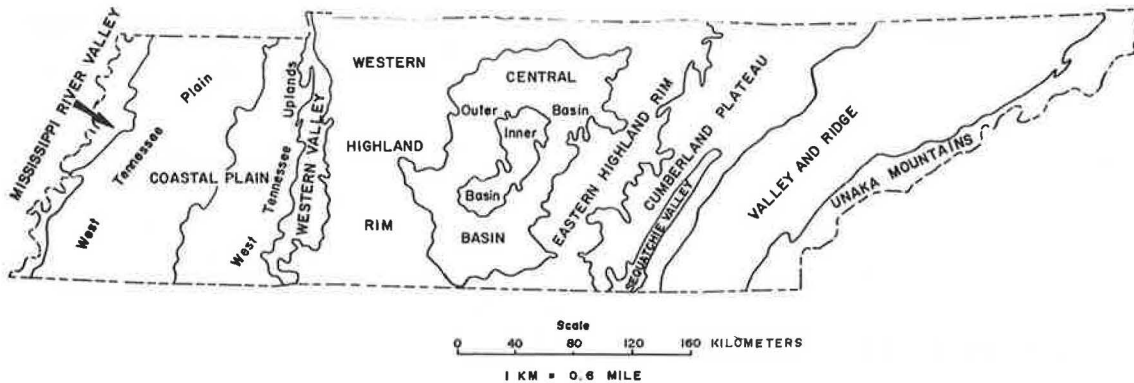 MISSISSIPPI RIVER VALLEY
West Tennessee Plain
COASTAL PLAIN
West Tennessee Uplands
WESTERN VALLEY
WESTERN
HIGHLAND
RIM
CENTRAL
BASIN
Outer
Basin
Inner
Basin
EASTERN HIGHLAND RIM
CUMBERLAND PLATEAU
SEQUATCHIE VALLEY
VALLEY AND RIDGE
UNAKA MOUNTAINS
Scale
0 40 80 120 160 KILOMETERS
1 KM = 0.6 MILE